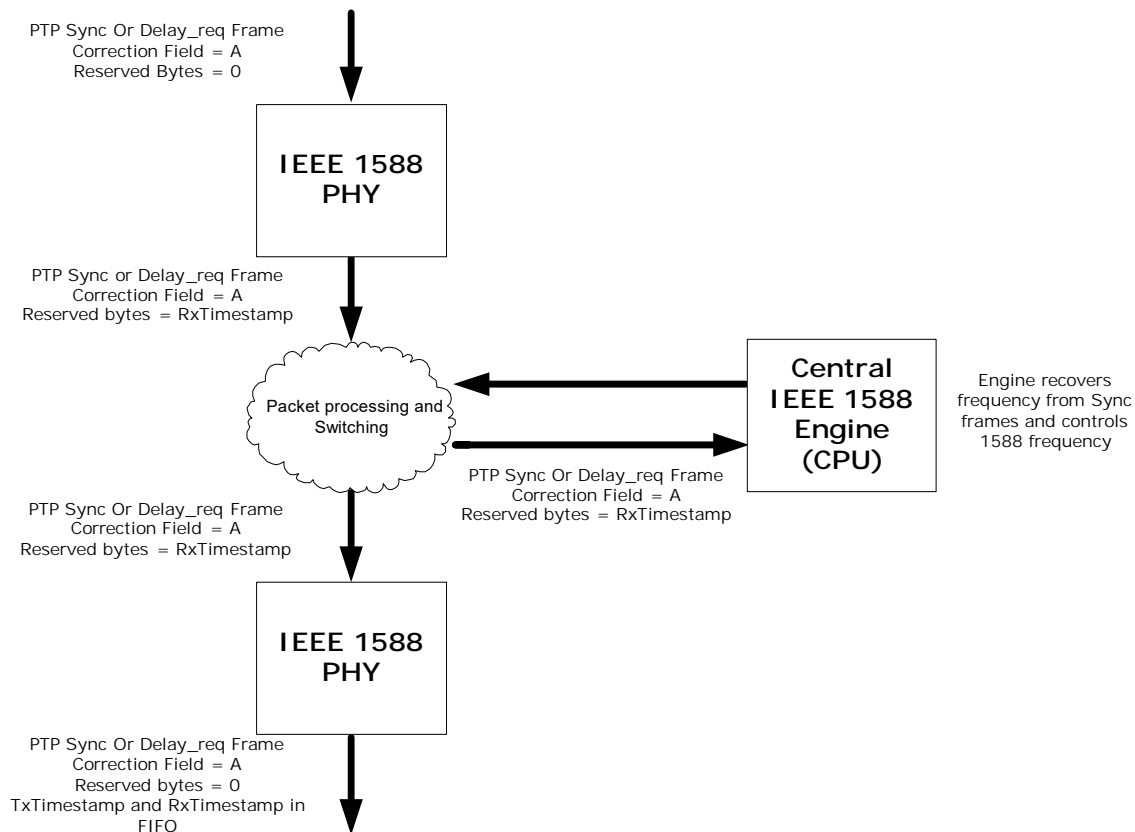 PTP Sync Or Delay_req Frame
Correction Field = A
Reserved Bytes = 0
IEEE 1588
PHY
PTP Sync or Delay_req Frame
Correction Field = A
Reserved bytes = RxTimestamp
Packet processing and
Switching
Central
IEEE 1588
Engine
(CPU)
Engine recovers
frequency from Sync
frames and controls
1588 frequency
PTP Sync Or Delay_req Frame
Correction Field = A
Reserved bytes = RxTimestamp
PTP Sync Or Delay_req Frame
Correction Field = A
Reserved bytes = RxTimestamp
IEEE 1588
PHY
PTP Sync Or Delay_req Frame
Correction Field = A
Reserved bytes = 0
TxTimestamp and RxTimestamp in
FIFO